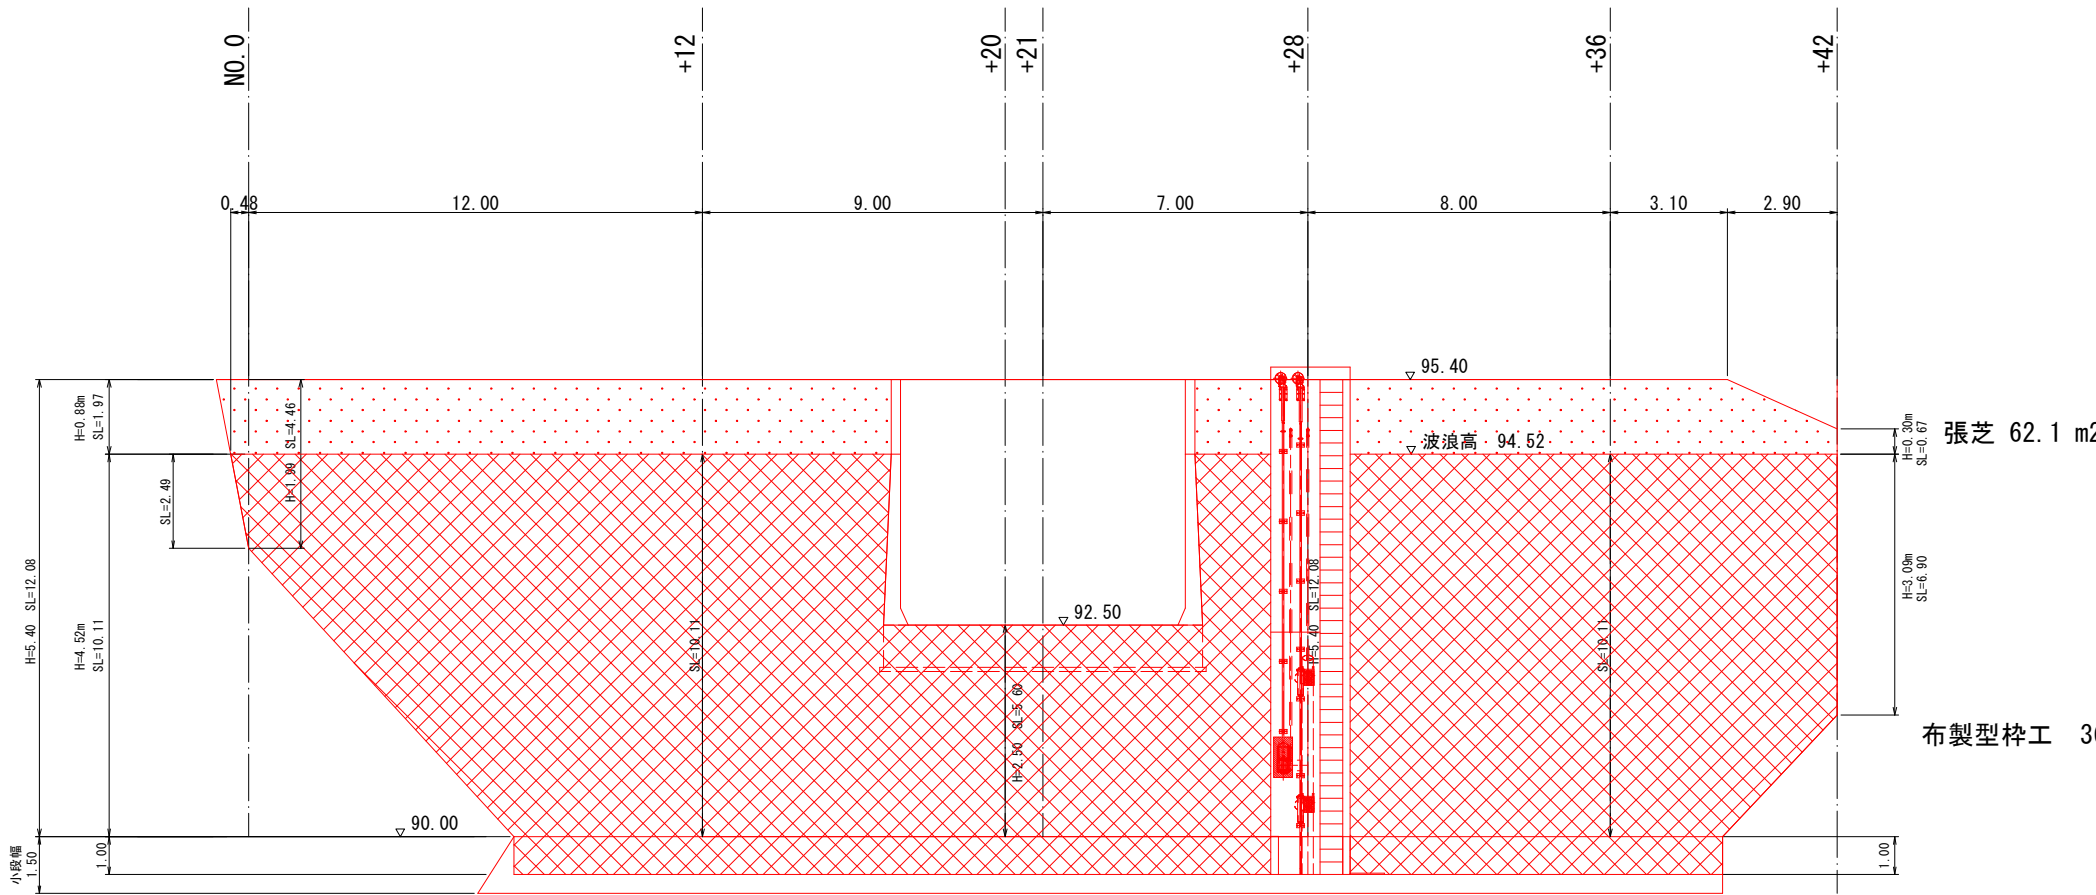 NO.0
+12
+20
+21
+28
+36
+42
0.48
12.00
9.00
7.00
8.00
3.10
2.90
95.40
波浪高 94.52
92.50
90.00
H=0.88m
SL=1.97
H=1.99 SL=4.46
SL=2.49
H=5.40 SL=12.08
H=4.52m
SL=10.11
SL=10.11
H=2.50 SL=5.60
H=5.40 SL=12.08
SL=10.11
H=0.30m
SL=0.67
張芝 62.1 m2
H=3.09m
SL=6.90
布製型枠工
小段幅
1.50
1.00
1.00